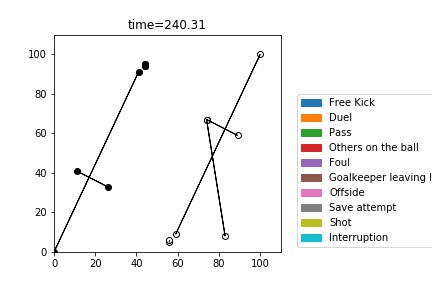 time=240.31
100
80
60
40
20
0
0 20 40 60 80 100
Free Kick
Duel
Pass
Others on the ball
Foul
Goalkeeper leaving l
Offside
Save attempt
Shot
Interruption